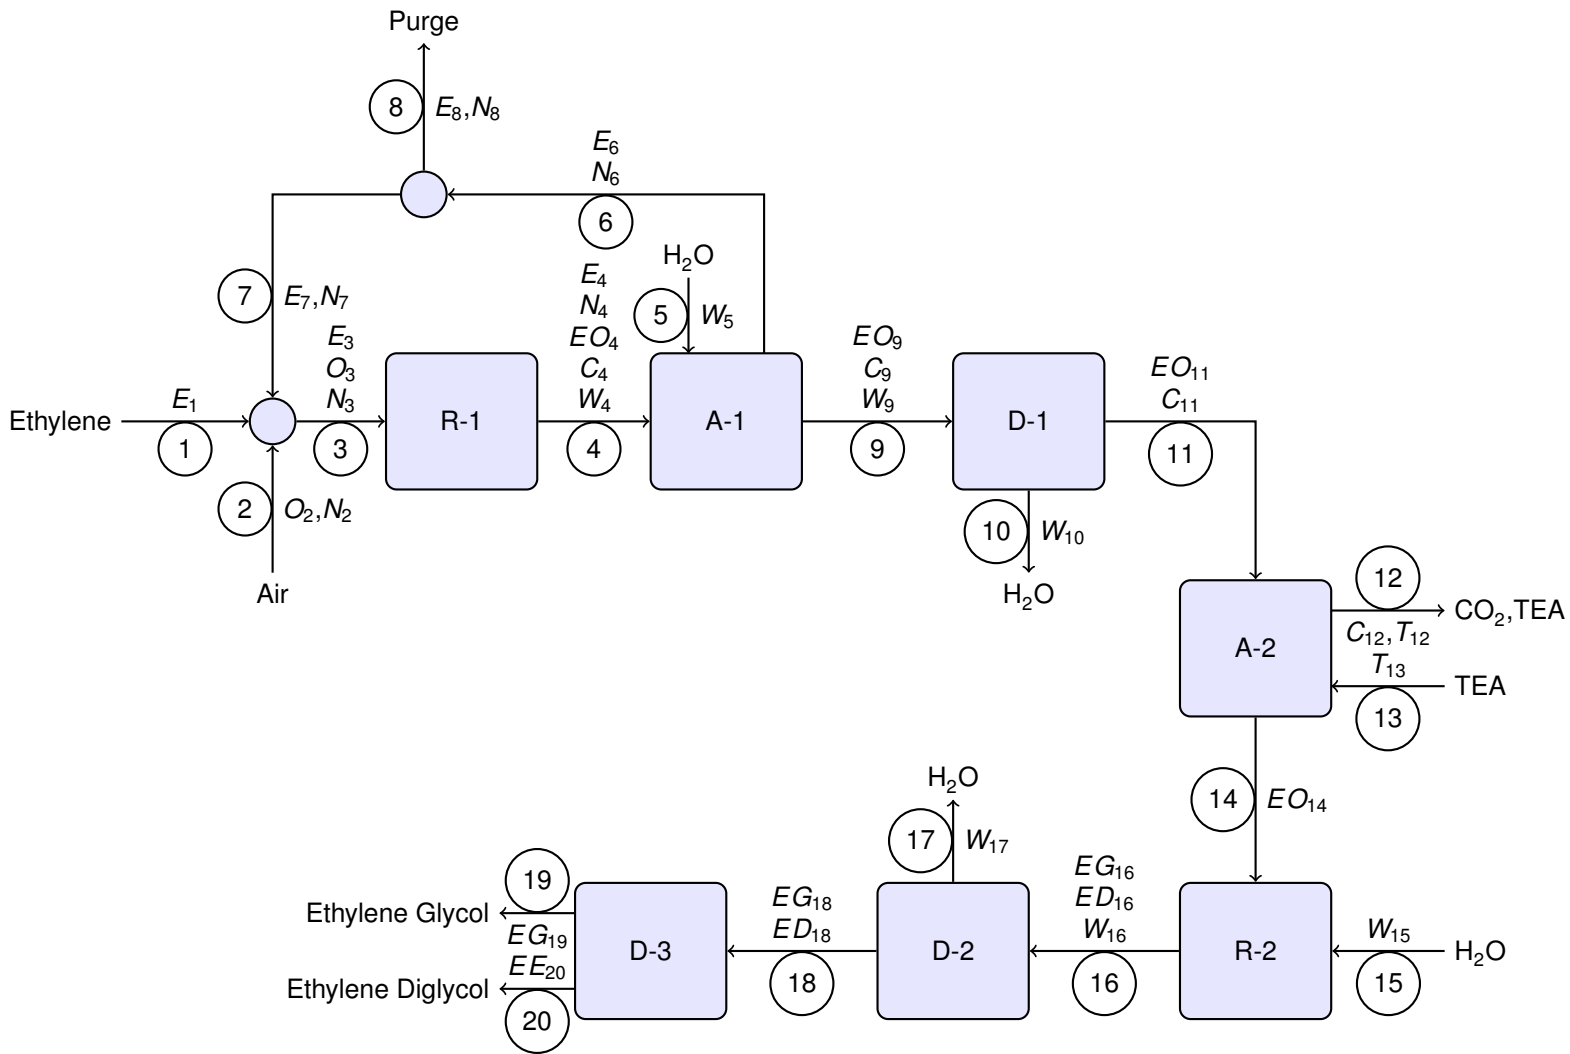 Purge
8
E₈,N₈
E₆
N₆
6
H₂O
7
E₇,N₇
5
W₅
E₄
N₄
EO₄
C₄
W₄
E₃
O₃
N₃
EO₉
C₉
W₉
EO₁₁
C₁₁
Ethylene
E₁
1
3
R-1
4
A-1
9
D-1
11
2
O₂,N₂
Air
10
W₁₀
H₂O
12
CO₂,TEA
C₁₂,T₁₂
A-2
T₁₃
TEA
13
14
EO₁₄
H₂O
17
W₁₇
EG₁₆
ED₁₆
W₁₆
EG₁₈
ED₁₈
19
Ethylene Glycol
EG₁₉
EE₂₀
Ethylene Diglycol
20
D-3
18
D-2
16
R-2
W₁₅
H₂O
15